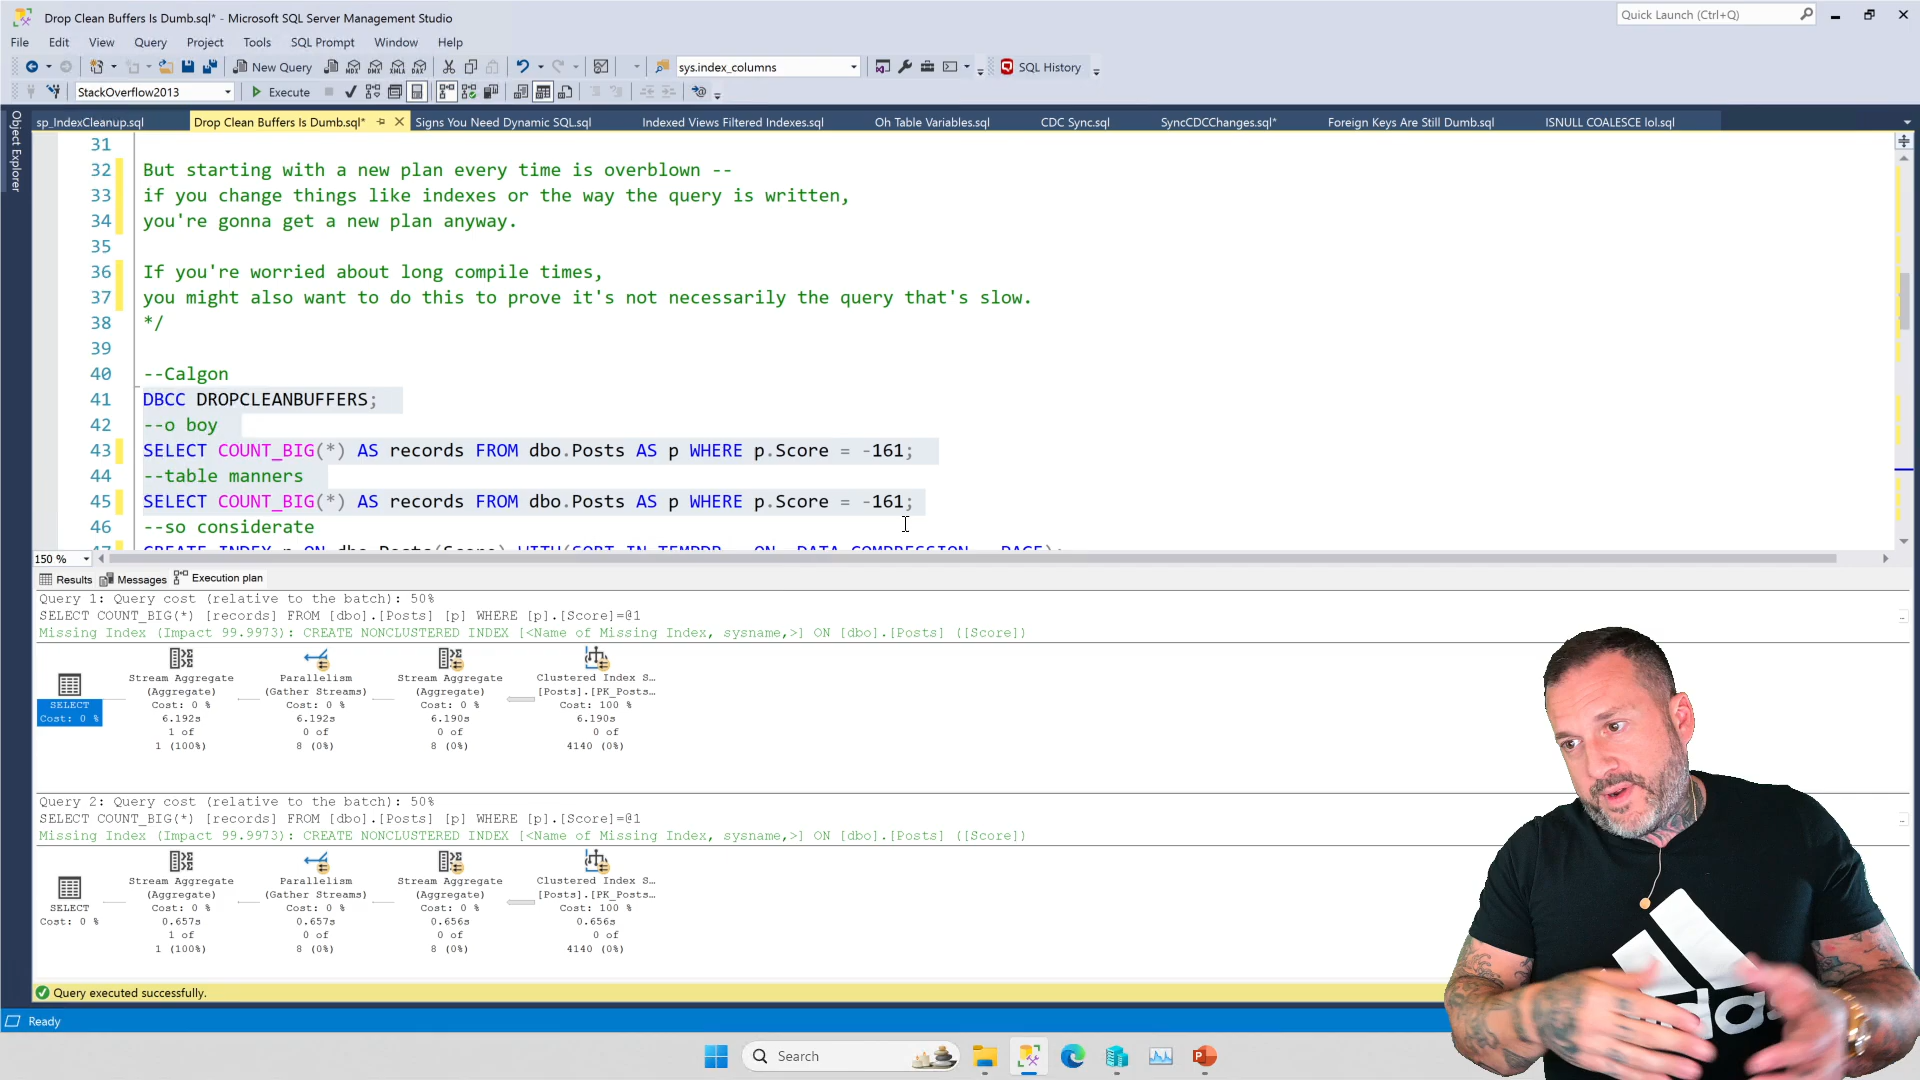 Drop Clean Buffers Is Dumb.sql* - Microsoft SQL Server Management Studio
Quick Launch (Ctrl+Q)
File Edit View Query Project Tools SQL Prompt Window Help
New Query
sys.index_columns
SQL History
StackOverflow2013
Execute
sp_IndexCleanup.sql
Drop Clean Buffers Is Dumb.sql*
Signs You Need Dynamic SQL.sql
Indexed Views Filtered Indexes.sql
Oh Table Variables.sql
CDC Sync.sql
SyncCDCChanges.sql*
Foreign Keys Are Still Dumb.sql
ISNULL COALESCE lol.sql
Object Explorer
31
32 But starting with a new plan every time is overblown --
33 if you change things like indexes or the way the query is written,
34 you're gonna get a new plan anyway.
35
36 If you're worried about long compile times,
37 you might also want to do this to prove it's not necessarily the query that's slow.
38 */
39
40 --Calgon
41 DBCC DROPCLEANBUFFERS;
42 --o boy
43 SELECT COUNT_BIG(*) AS records FROM dbo.Posts AS p WHERE p.Score = -161;
44 --table manners
45 SELECT COUNT_BIG(*) AS records FROM dbo.Posts AS p WHERE p.Score = -161;
46 --so considerate
47 CREATE INDEX p ON dbo.Posts(Score) WITH(SORT_IN_TEMPDB = ON, DATA_COMPRESSION = PAGE);
150 %
Results Messages Execution plan
Query 1: Query cost (relative to the batch): 50%
SELECT COUNT_BIG(*) [records] FROM [dbo].[Posts] [p] WHERE [p].[Score]=@1
Missing Index (Impact 99.9973): CREATE NONCLUSTERED INDEX [<Name of Missing Index, sysname,>] ON [dbo].[Posts] ([Score])
SELECT
Cost: 0 %
Stream Aggregate
(Aggregate)
Cost: 0 %
6.192s
1 of
1 (100%)
Parallelism
(Gather Streams)
Cost: 0 %
6.192s
0 of
8 (0%)
Stream Aggregate
(Aggregate)
Cost: 0 %
6.190s
0 of
8 (0%)
Clustered Index S…
[Posts].[PK_Posts…
Cost: 100 %
6.190s
0 of
4140 (0%)
Query 2: Query cost (relative to the batch): 50%
SELECT COUNT_BIG(*) [records] FROM [dbo].[Posts] [p] WHERE [p].[Score]=@1
Missing Index (Impact 99.9973): CREATE NONCLUSTERED INDEX [<Name of Missing Index, sysname,>] ON [dbo].[Posts] ([Score])
SELECT
Cost: 0 %
Stream Aggregate
(Aggregate)
Cost: 0 %
0.657s
1 of
1 (100%)
Parallelism
(Gather Streams)
Cost: 0 %
0.657s
0 of
8 (0%)
Stream Aggregate
(Aggregate)
Cost: 0 %
0.656s
0 of
8 (0%)
Clustered Index S…
[Posts].[PK_Posts…
Cost: 100 %
0.656s
0 of
4140 (0%)
Query executed successfully.
Ready
Search